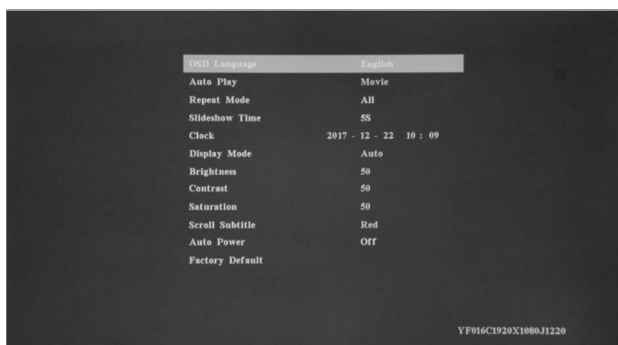 OSD Language English
Auto Play Movie
Repeat Mode All
Slideshow Time 5S
Clock 2017 - 12 - 22 10 : 09
Display Mode Auto
Brightness 50
Contrast 50
Saturation 50
Scroll Subtitle Red
Auto Power Off
Factory Default
YF016C1920X1080J1220